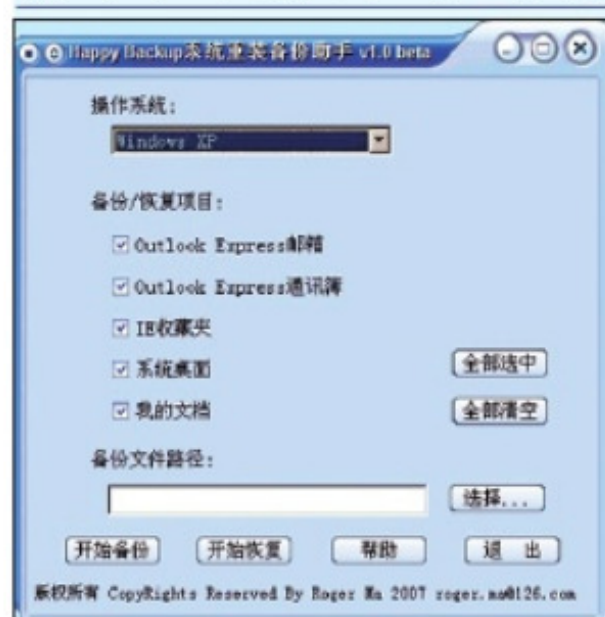 Happy Backup系统重装备份助手 v1.0 beta
操作系统:
Windows XP
备份/恢复项目:
Outlook Express邮箱
Outlook Express通讯簿
IE收藏夹
系统桌面
全部选中
我的文档
全部清空
备份文件路径:
选择...
开始备份 开始恢复 帮助 退 出
版权所有 CopyRights Reserved By Roger Ma 2007 roger.ma@126.com